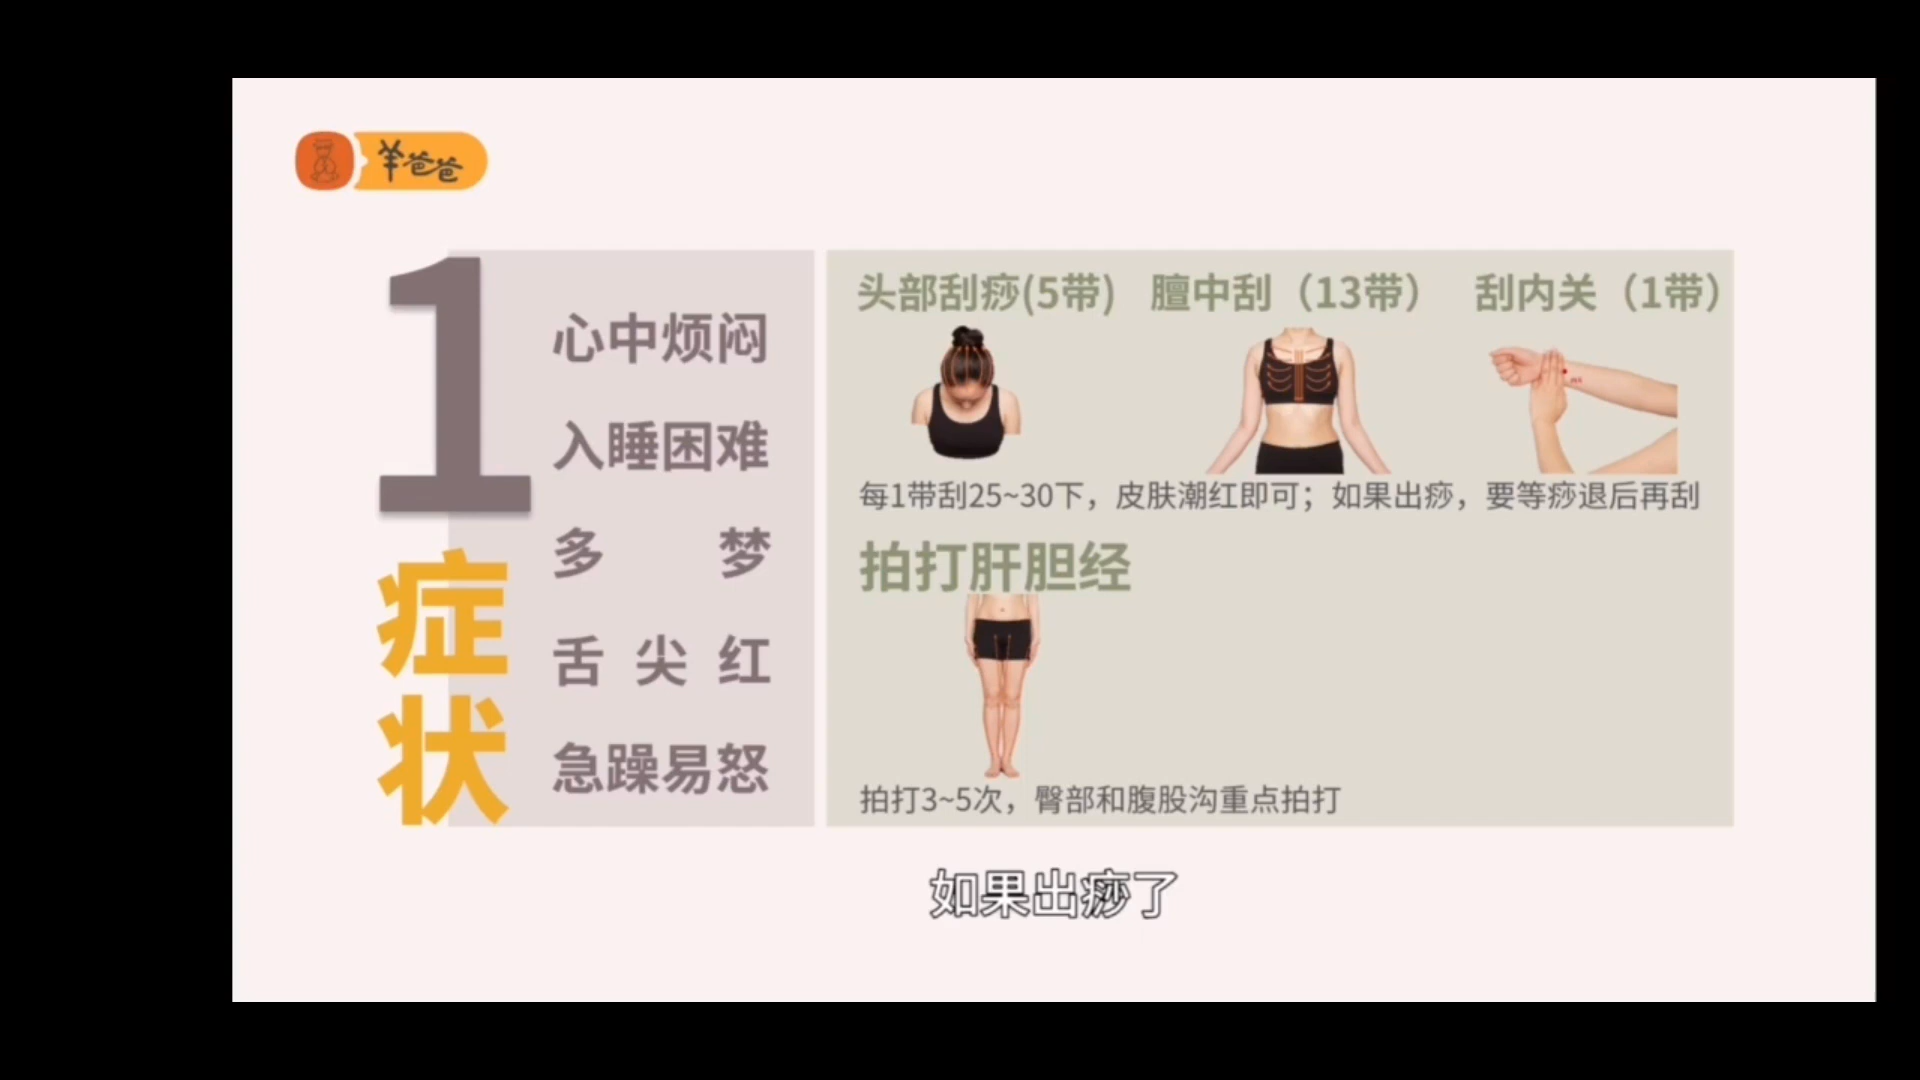 羊爸爸
1
症状
心中烦闷
入睡困难
多梦
舌尖红
急躁易怒
头部刮痧(5带) 膻中刮（13带） 刮内关（1带）
每1带刮25~30下，皮肤潮红即可；如果出痧，要等痧退后再刮
拍打肝胆经
拍打3~5次，臀部和腹股沟重点拍打
如果出痧了